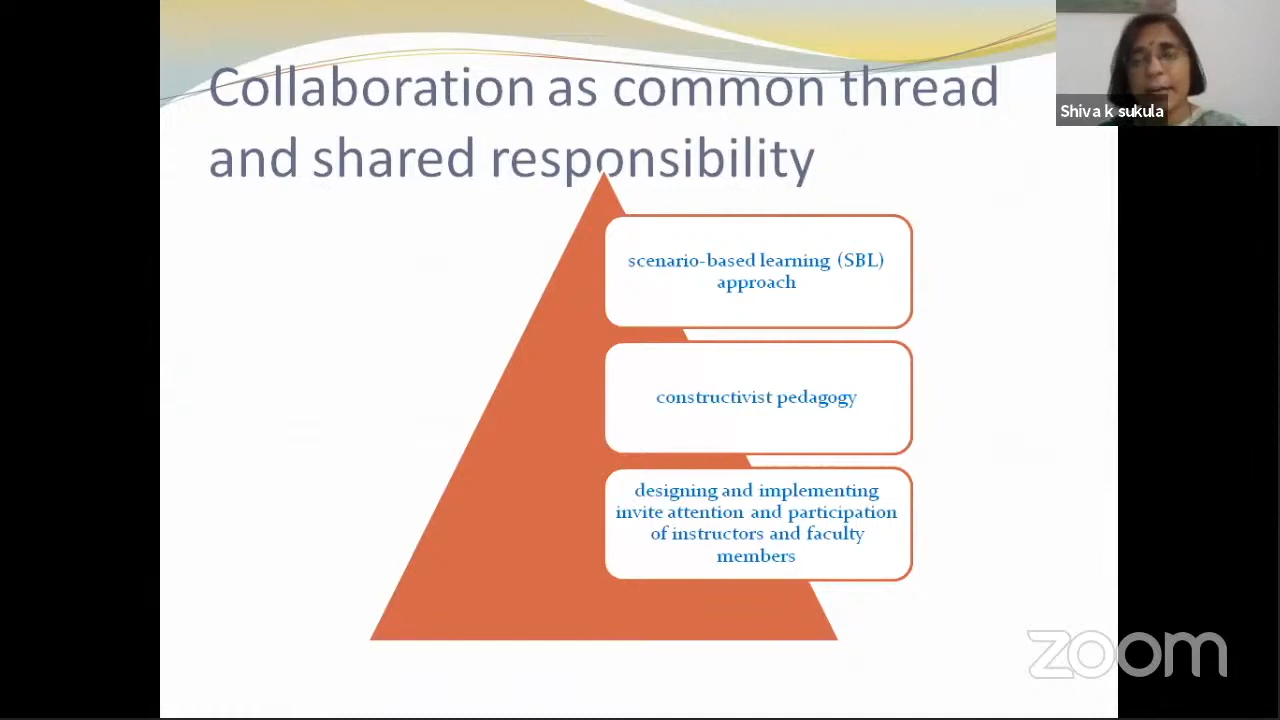 Collaboration as common thread
and shared responsibility
Shiva k sukula
scenario-based learning (SBL)
approach
constructivist pedagogy
designing and implementing
invite attention and participation
of instructors and faculty
members
zoom